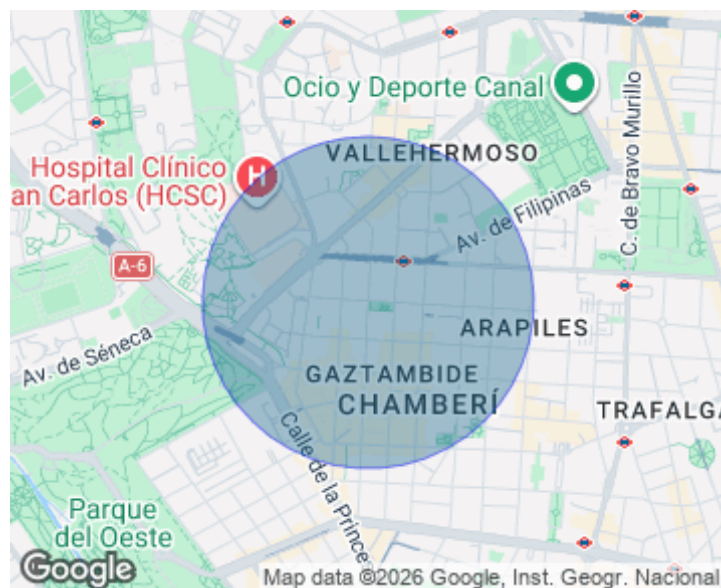 Ocio y Deporte Canal
VALLEHERMOSO
Hospital Clínico
an Carlos (HCSC)
H
C. de Bravo Murillo
Av. de Filipinas
A-6
Av. de Séneca
ARAPILES
GAZTAMBIDE
CHAMBERÍ
TRAFALGA
Calle de la Princes
Parque
del Oeste
Google
Map data ©2026 Google, Inst. Geogr. Nacional